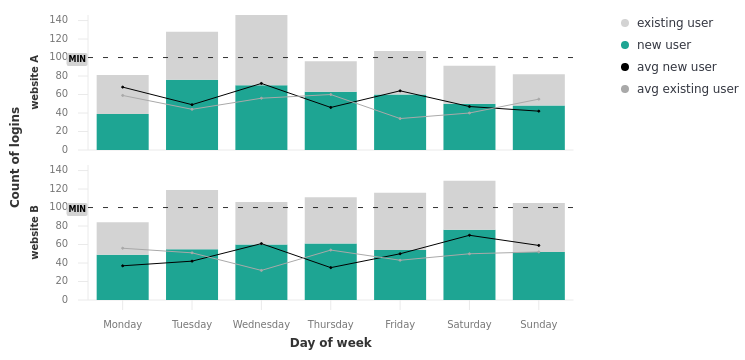 140
120
100
MIN
80
60
40
20
0
website A
140
120
100
MIN
80
60
40
20
0
website B
Count of logins
Monday Tuesday Wednesday Thursday Friday Saturday Sunday
Day of week
existing user
new user
avg new user
avg existing user